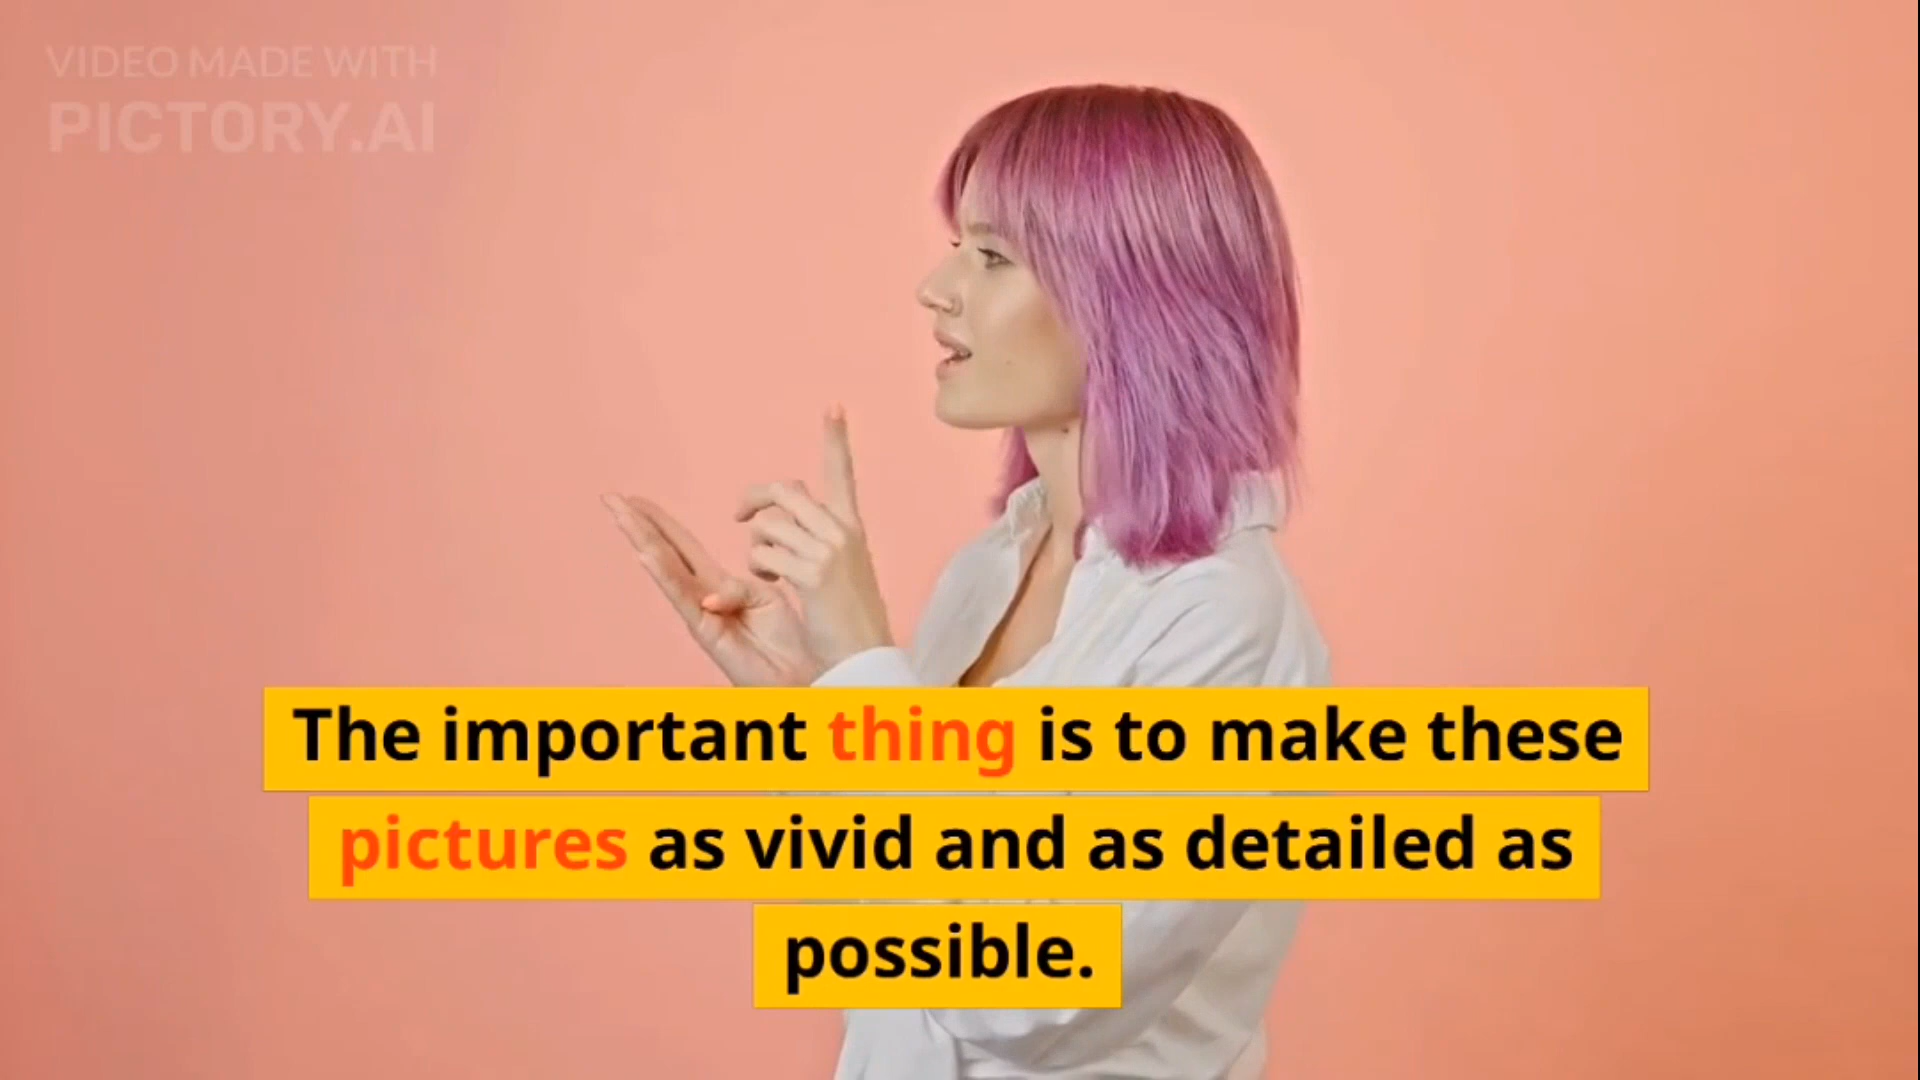 VIDEO MADE WITH
PICTORY.AI
The important thing is to make these
pictures as vivid and as detailed as
possible.